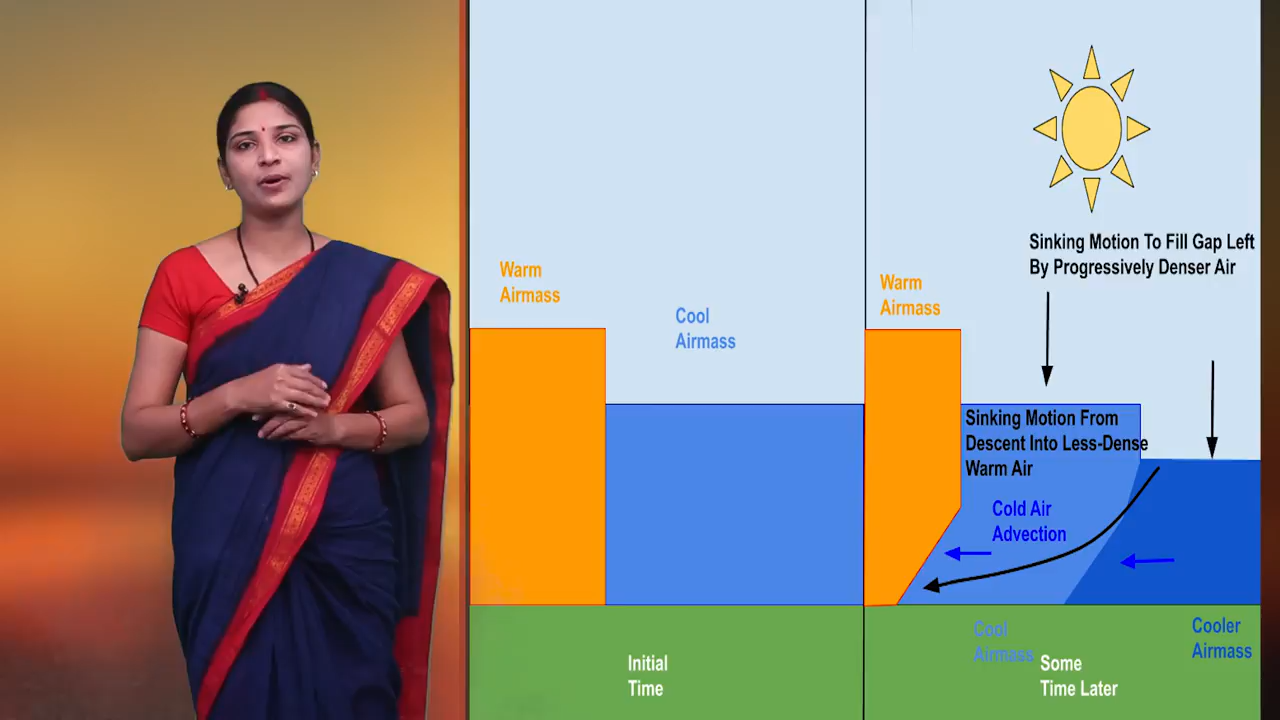 Warm
Airmass
Cool
Airmass
Initial
Time
Sinking Motion To Fill Gap Left
By Progressively Denser Air
Warm
Airmass
Sinking Motion From
Descent Into Less-Dense
Warm Air
Cold Air
Advection
Cool
Airmass
Cooler
Airmass
Some
Time Later